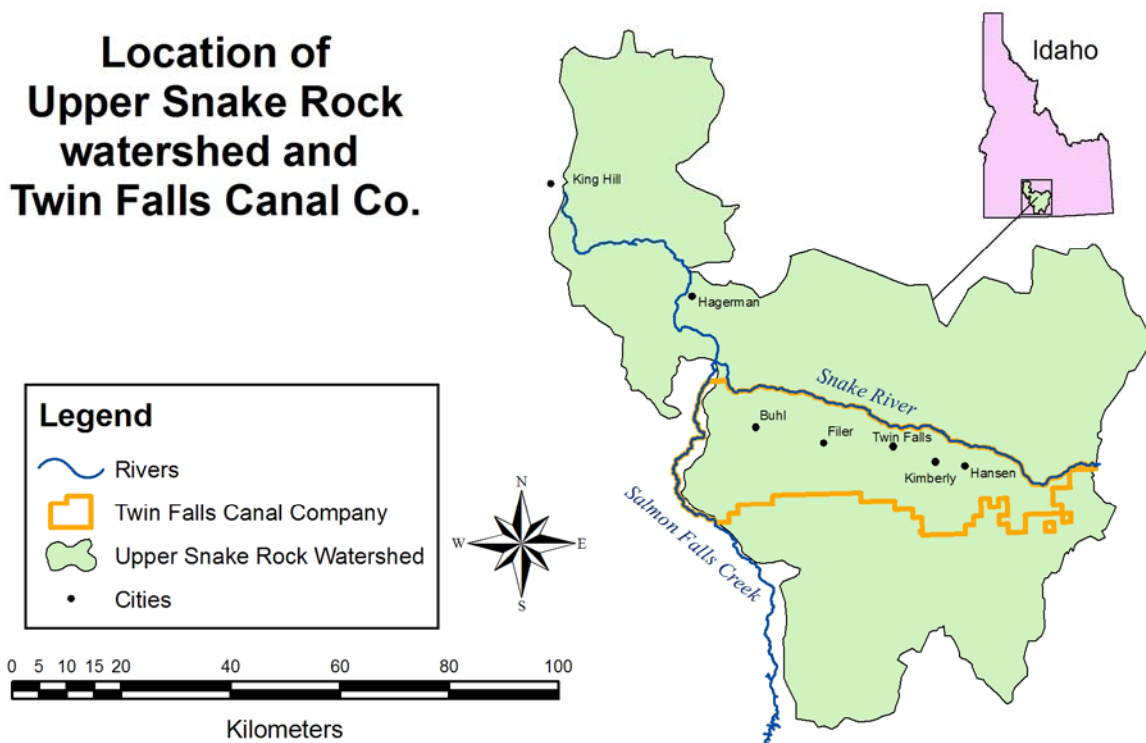 Location of
Upper Snake Rock
watershed and
Twin Falls Canal Co.
Idaho
King Hill
Hagerman
Snake River
Buhl
Filer
Twin Falls
Kimberly
Hansen
Salmon Falls Creek
Legend
Rivers
Twin Falls Canal Company
Upper Snake Rock Watershed
Cities
N
W E
S
0 5 10 15 20 40 60 80 100
Kilometers